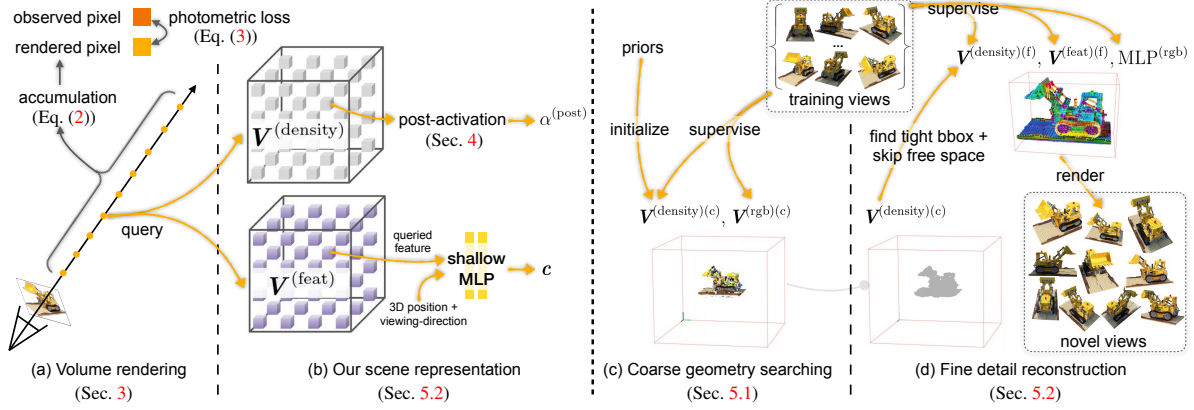 observed pixel
photometric loss
(Eq. (3))
rendered pixel
accumulation
(Eq. (2))
query
V^(density)
post-activation
(Sec. 4)
α^(post)
V^(feat)
queried
feature
shallow
MLP
c
3D position +
viewing-direction
(a) Volume rendering
(Sec. 3)
(b) Our scene representation
(Sec. 5.2)
priors
initialize
supervise
...
training views
V^(density)(c), V^(rgb)(c)
(c) Coarse geometry searching
(Sec. 5.1)
supervise
V^(density)(f), V^(feat)(f), MLP^(rgb)
find tight bbox +
skip free space
render
V^(density)(c)
novel views
(d) Fine detail reconstruction
(Sec. 5.2)